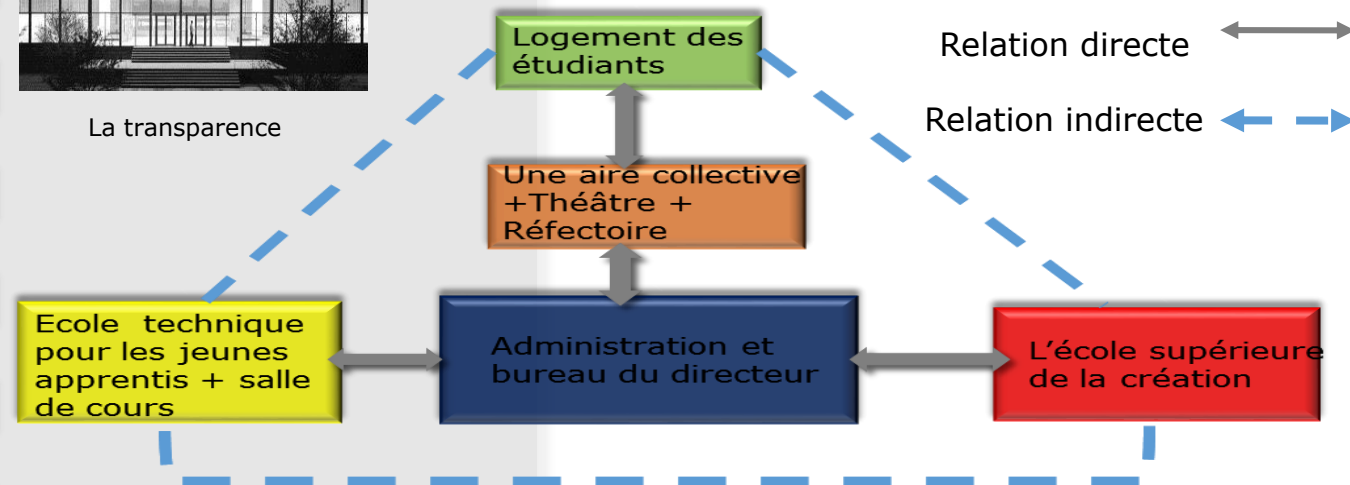 Logement des
étudiants
Relation directe
Relation indirecte
La transparence
Une aire collective
+Théâtre +
Réfectoire
Ecole technique
pour les jeunes
apprentis + salle
de cours
Administration et
bureau du directeur
L'école supérieure
de la création